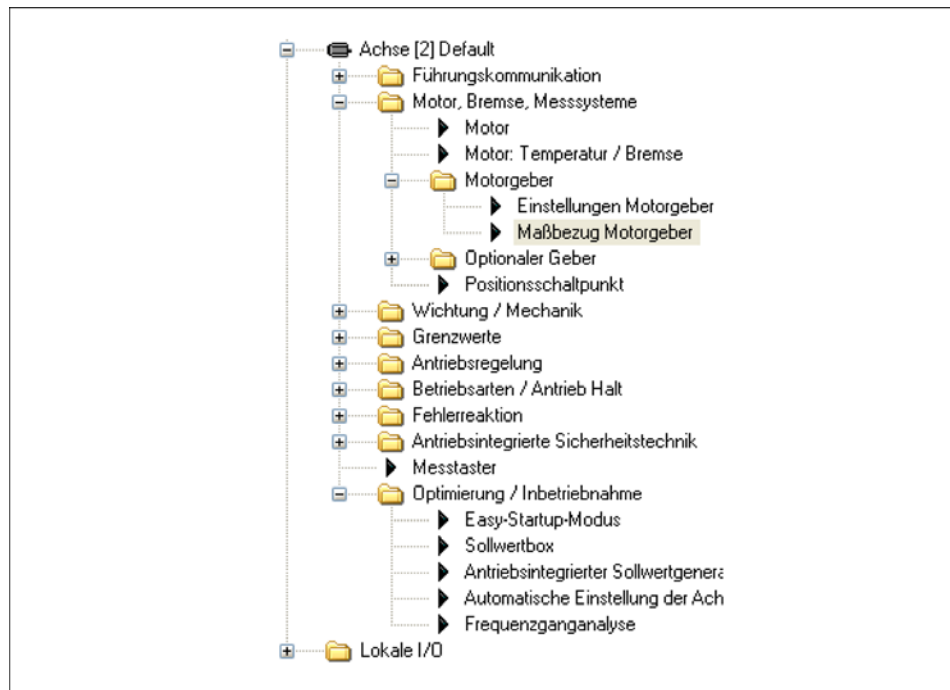 Achse [2] Default
Führungskommunikation
Motor, Bremse, Messsysteme
Motor
Motor: Temperatur / Bremse
Motorgeber
Einstellungen Motorgeber
Maßbezug Motorgeber
Optionaler Geber
Positionsschaltpunkt
Wichtung / Mechanik
Grenzwerte
Antriebsregelung
Betriebsarten / Antrieb Halt
Fehlerreaktion
Antriebsintegrierte Sicherheitstechnik
Messtaster
Optimierung / Inbetriebnahme
Easy-Startup-Modus
Sollwertbox
Antriebsintegrierter Sollwertgenera
Automatische Einstellung der Ach
Frequenzganganalyse
Lokale I/O